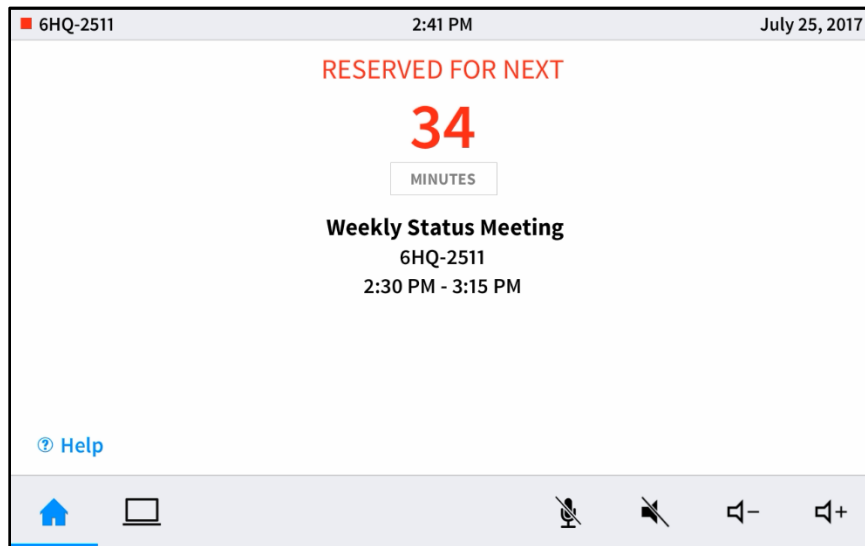 6HQ-2511 2:41 PM July 25, 2017
RESERVED FOR NEXT
34
MINUTES
Weekly Status Meeting
6HQ-2511
2:30 PM - 3:15 PM
? Help